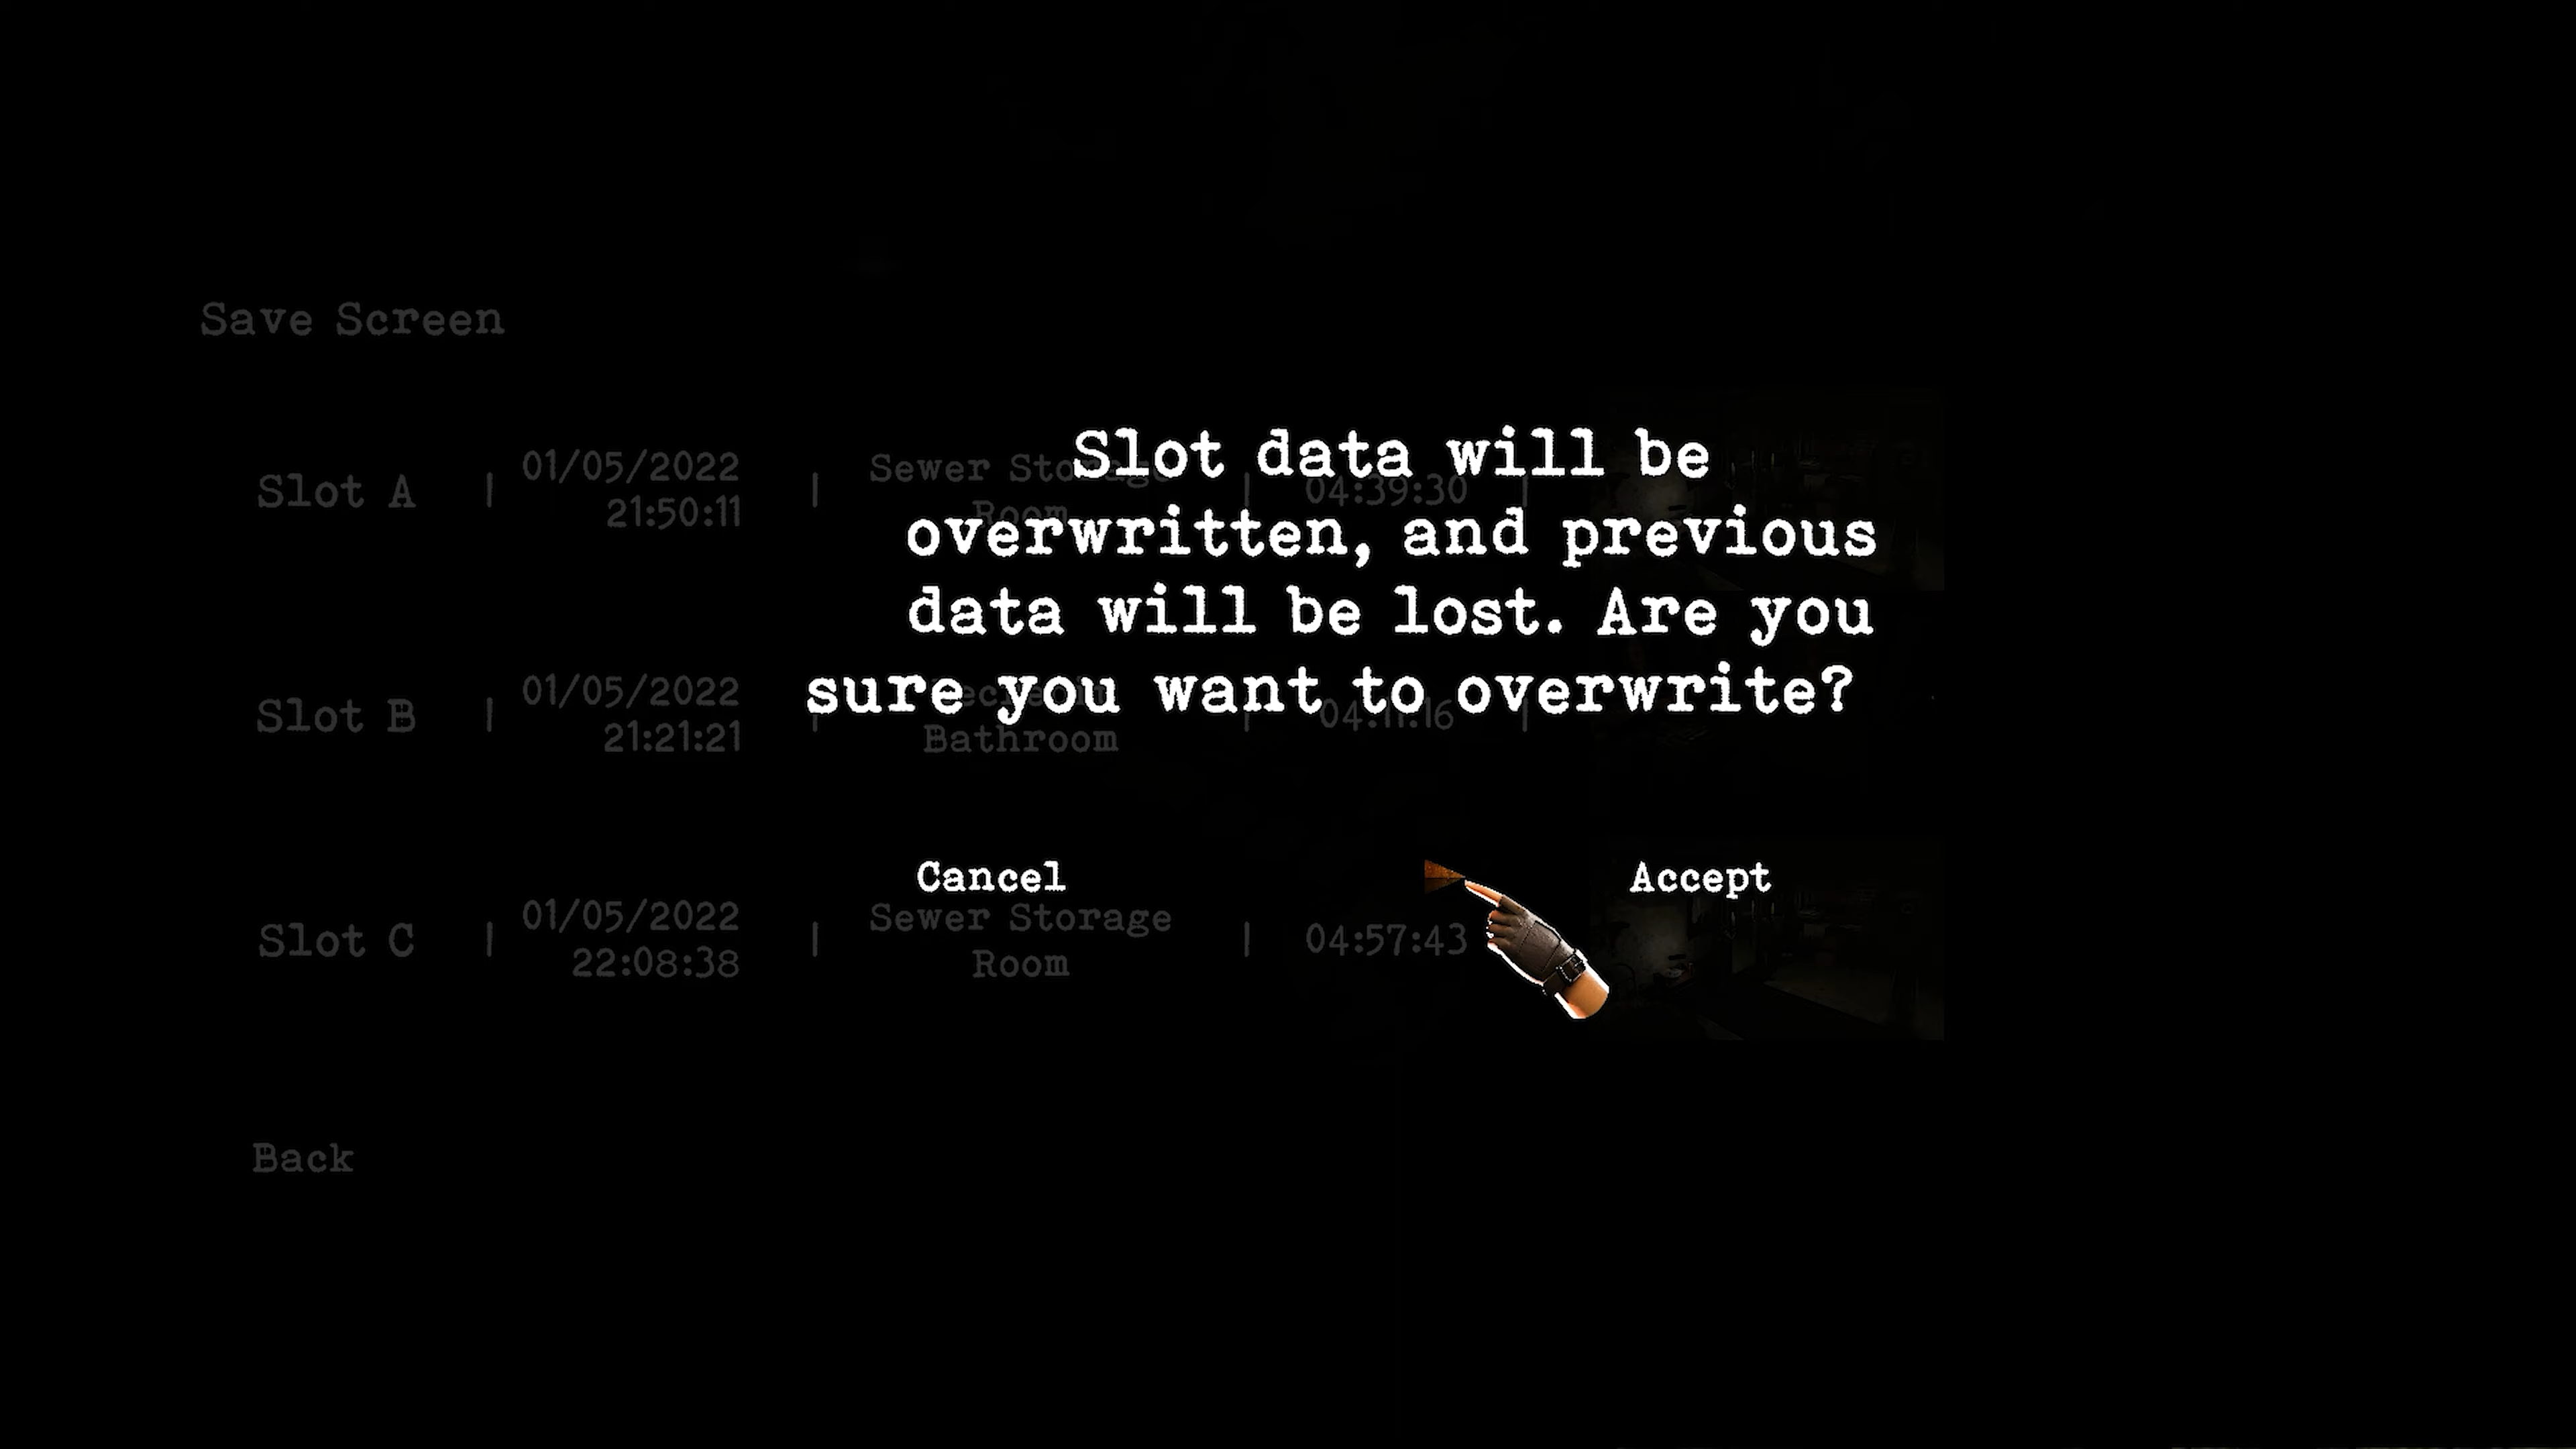 Save Screen
Slot data will be
overwritten, and previous
data will be lost. Are you
sure you want to overwrite?
Cancel
Accept
Slot A | 01/05/2022 | Sewer Storage | 04:39:30 |
21:50:11 Room
Slot B | 01/05/2022 | | 04:11:16 |
21:21:21 Bathroom
Slot C | 01/05/2022 | Sewer Storage | 04:57:43
22:08:38 Room
Back